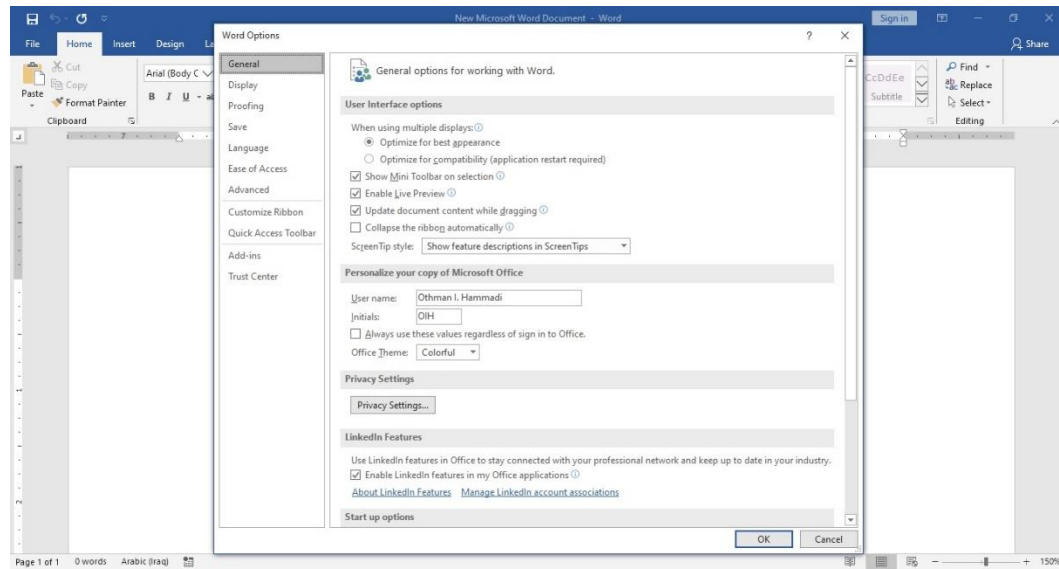 New Microsoft Word Document - Word
Sign in
File Home Insert Design La
Share
Cut
Copy
Paste
Format Painter
Clipboard
Arial (Body C
B I U
CcDdEe
Subtitle
Find
Replace
Select
Editing
Word Options
General
Display
Proofing
Save
Language
Ease of Access
Advanced
Customize Ribbon
Quick Access Toolbar
Add-ins
Trust Center
General options for working with Word.
User Interface options
When using multiple displays:
Optimize for best appearance
Optimize for compatibility (application restart required)
Show Mini Toolbar on selection
Enable Live Preview
Update document content while dragging
Collapse the ribbon automatically
ScreenTip style: Show feature descriptions in ScreenTips
Personalize your copy of Microsoft Office
User name: Othman I. Hammadi
Initials: OIH
Always use these values regardless of sign in to Office.
Office Theme: Colorful
Privacy Settings
Privacy Settings...
LinkedIn Features
Use LinkedIn features in Office to stay connected with your professional network and keep up to date in your industry.
Enable LinkedIn features in my Office applications
About LinkedIn Features Manage LinkedIn account associations
Start up options
OK Cancel
Page 1 of 1 0 words Arabic (Iraq)
150%